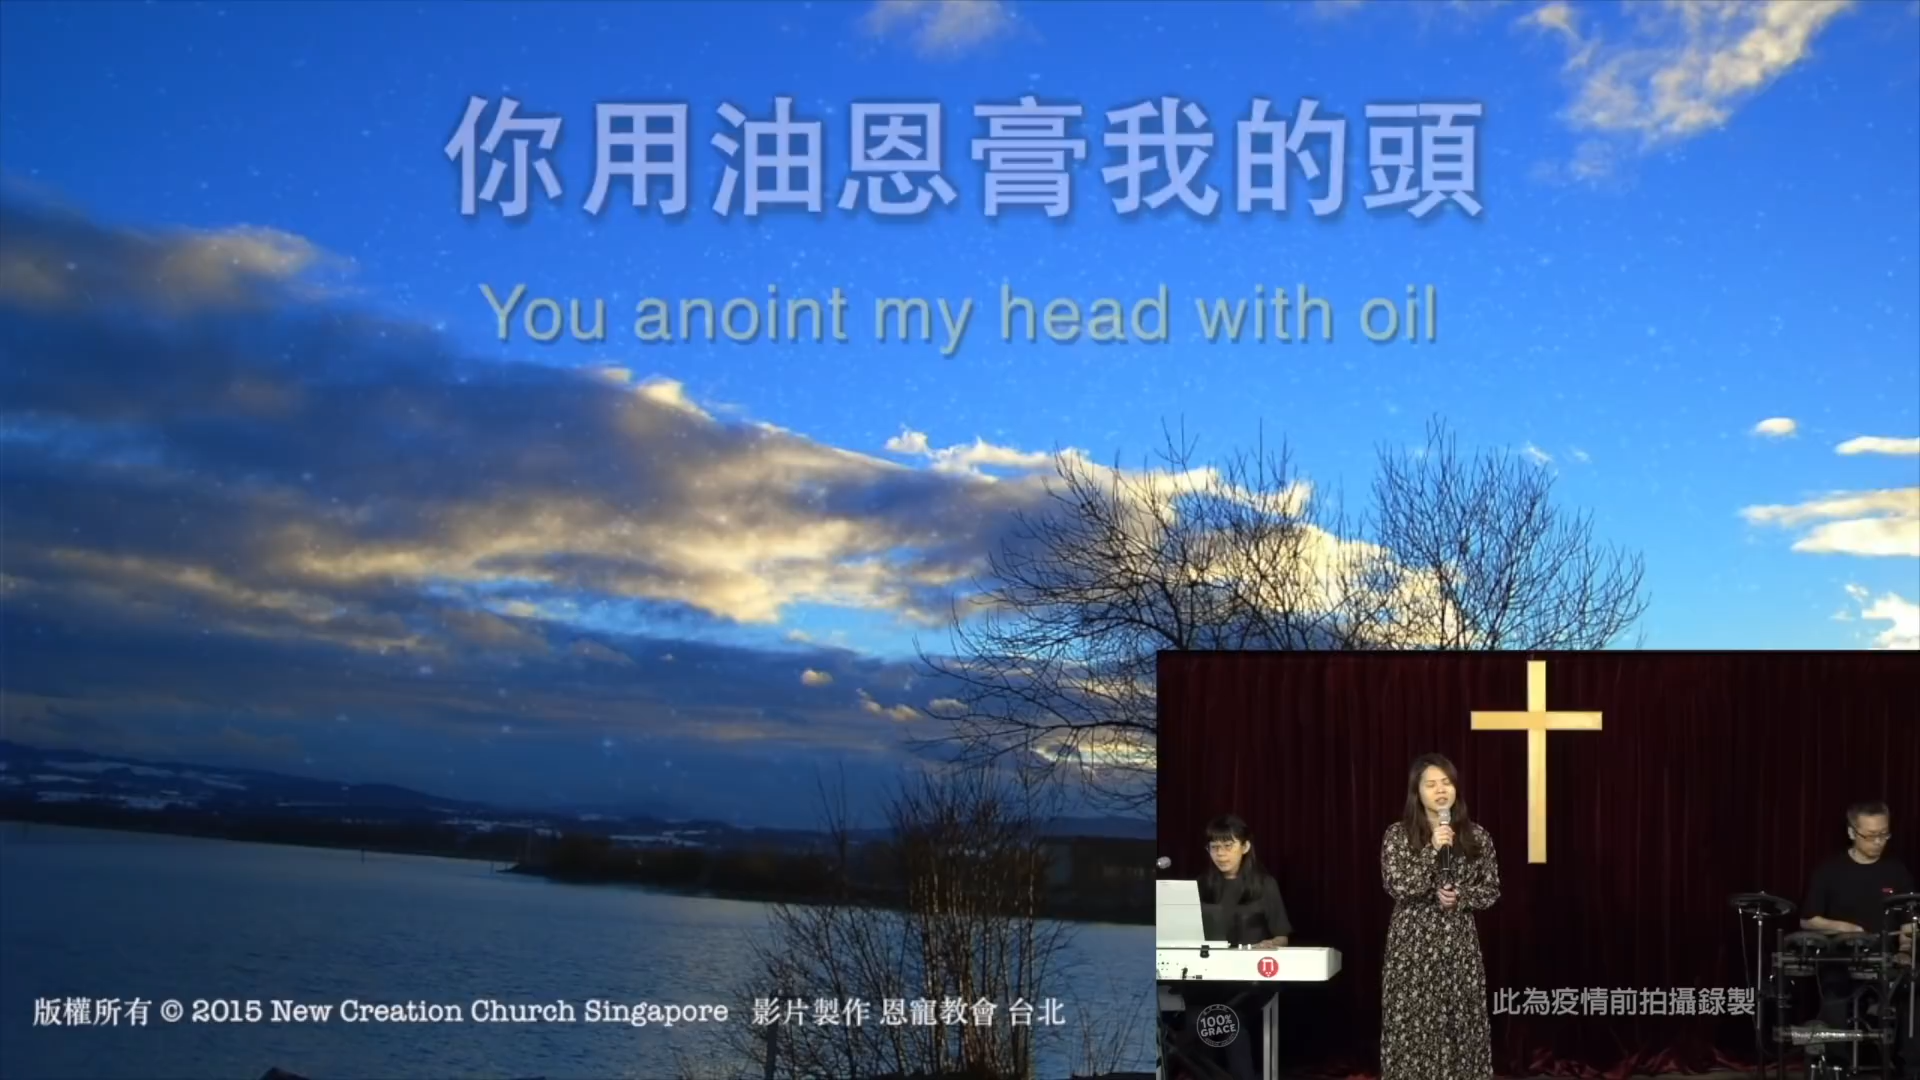 你用油恩膏我的頭
You anoint my head with oil
版權所有 © 2015 New Creation Church Singapore 影片製作 恩寵教會 台北
此為疫情前拍攝錄製
100%
GRACE